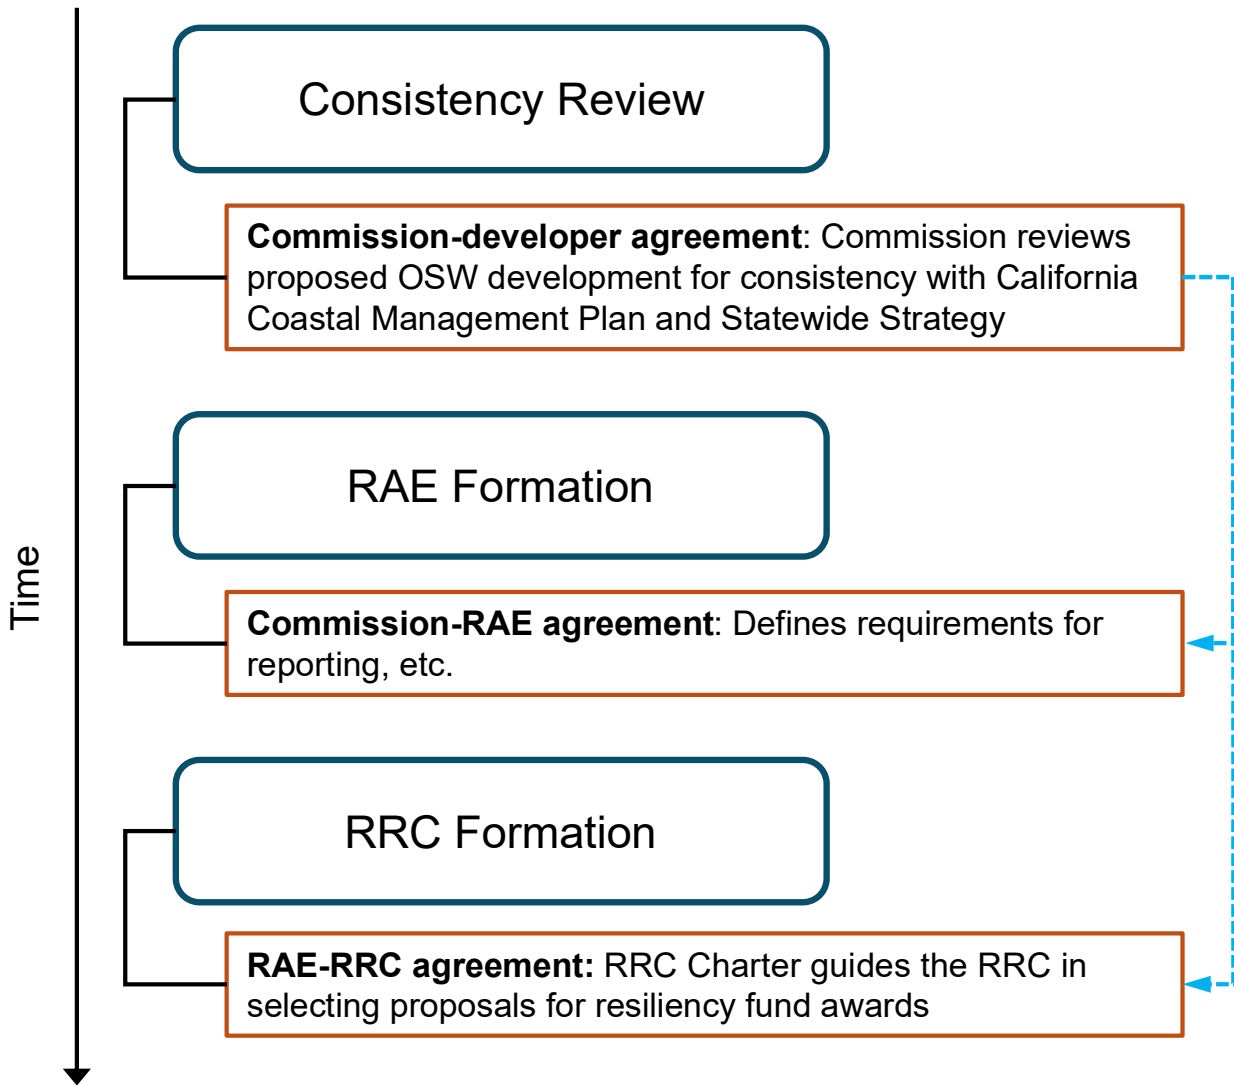 Consistency Review
Commission-developer agreement: Commission reviews
proposed OSW development for consistency with California
Coastal Management Plan and Statewide Strategy
RAE Formation
Time
Commission-RAE agreement: Defines requirements for
reporting, etc.
RRC Formation
RAE-RRC agreement: RRC Charter guides the RRC in
selecting proposals for resiliency fund awards